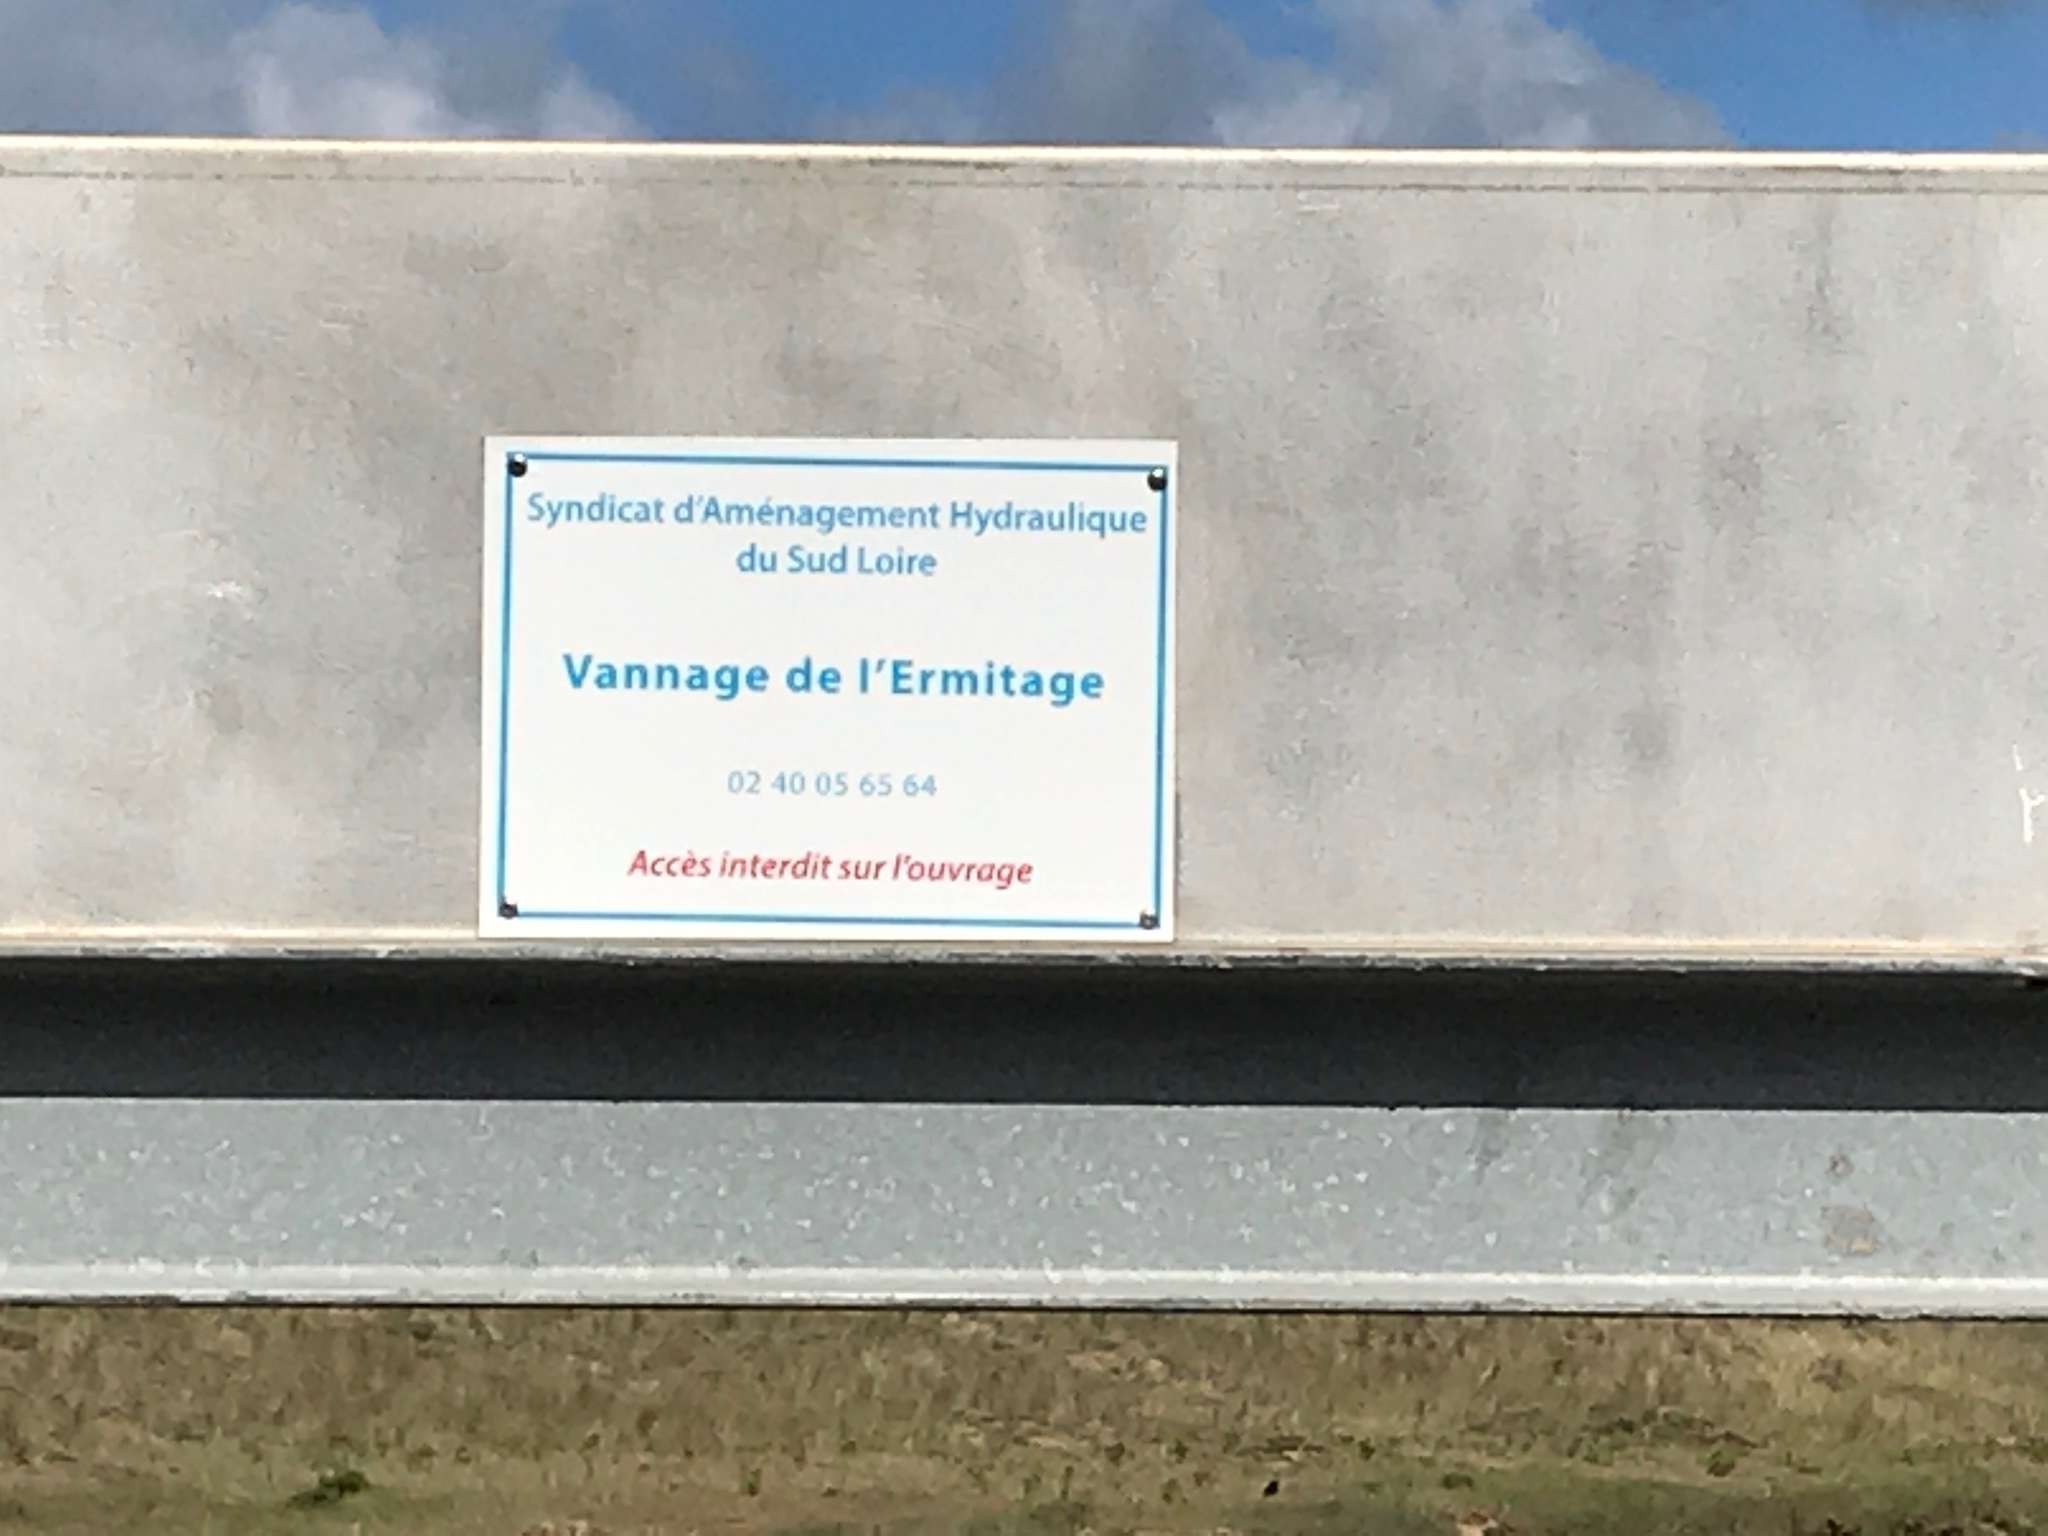 Syndicat d'Aménagement Hydraulique
du Sud Loire
Vannage de l'Ermitage
02 40 05 65 64
Accès interdit sur l'ouvrage